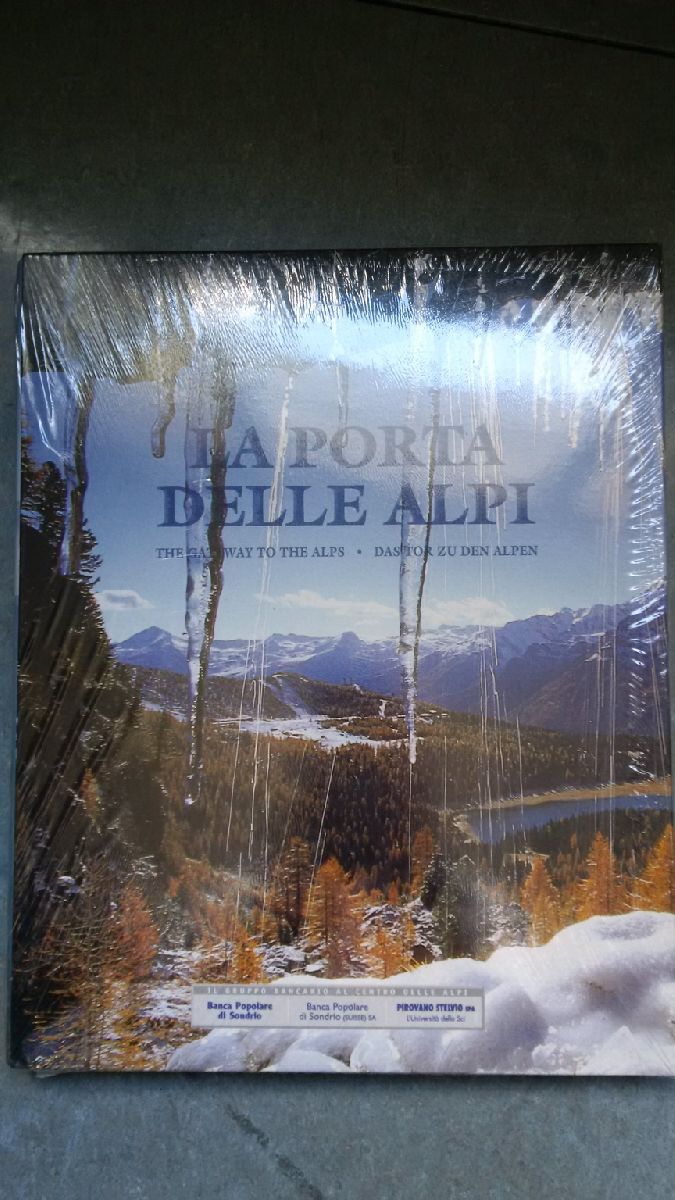 LA PORTA
DELLE ALPI
THE GATEWAY TO THE ALPS • DAS TOR ZU DEN ALPEN
IL GRUPPO BANCARIO AL CENTRO DELLE ALPI
Banca Popolare
di Sondrio
Banca Popolare
di Sondrio (SUISSE) SA
PIROVANO STELVIO SPA
L'Università dello Sci